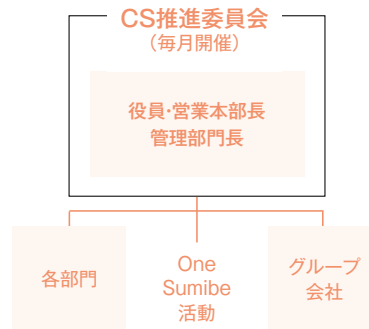 CS推進委員会
（毎月開催）
役員・営業本部長
管理部門長
各部門
One
Sumibe
活動
グループ
会社